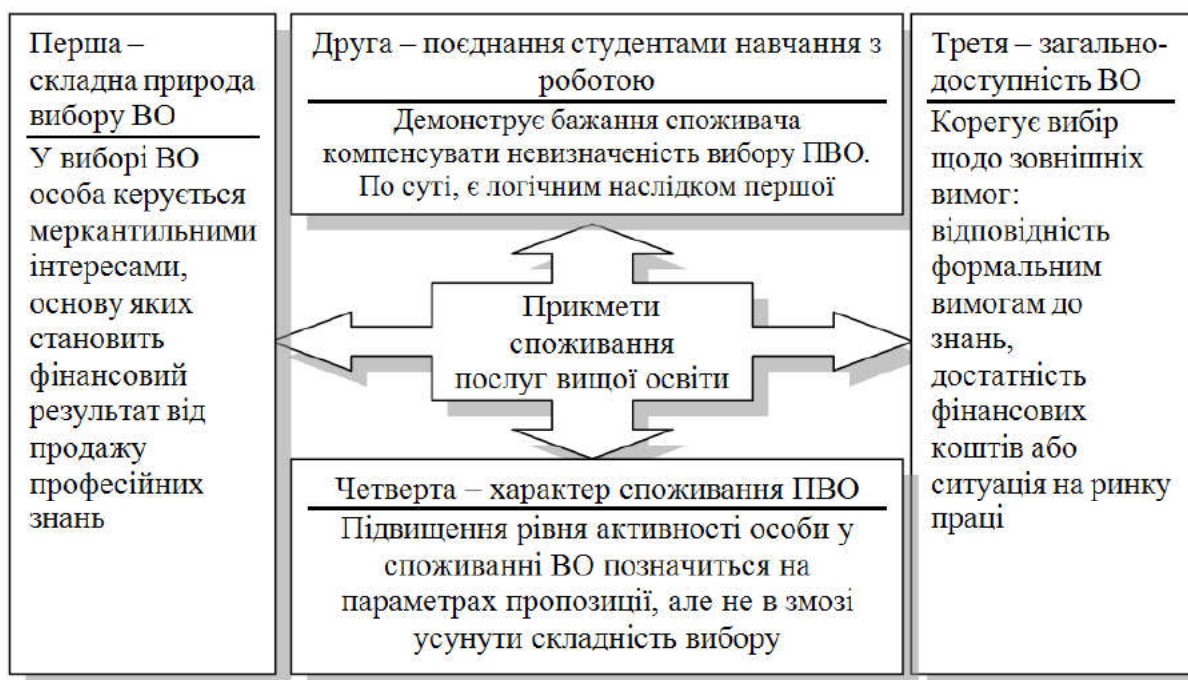 Перша –
складна природа
вибору ВО
У виборі ВО
особа керується
меркантильними
інтересами,
основу яких
становить
фінансовий
результат від
продажу
професійних
знань
Друга – поєднання студентами навчання з
роботою
Демонструє бажання споживача
компенсувати невизначеність вибору ПВО.
По суті, є логічним наслідком першої
Прикмети
споживання
послуг вищої освіти
Четверта – характер споживання ПВО
Підвищення рівня активності особи у
споживанні ВО позначиться на
параметрах пропозиції, але не в змозі
усунути складність вибору
Третя – загально-
доступність ВО
Корегує вибір
щодо зовнішніх
вимог:
відповідність
формальним
вимогам до
знань,
достатність
фінансових
коштів або
ситуація на ринку
праці